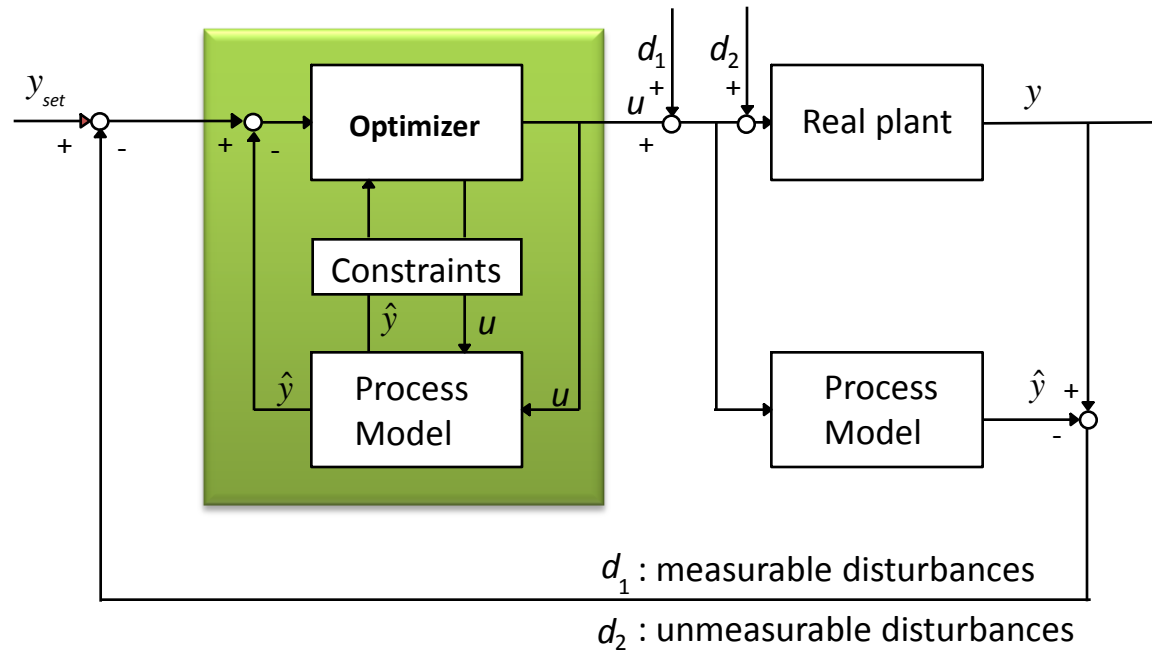 d₁ d₂
y_set + - + - Optimizer u + + + Real plant y
Constraints
ŷ u
ŷ Process Model u
Process Model ŷ + -
d₁ : measurable disturbances
d₂ : unmeasurable disturbances